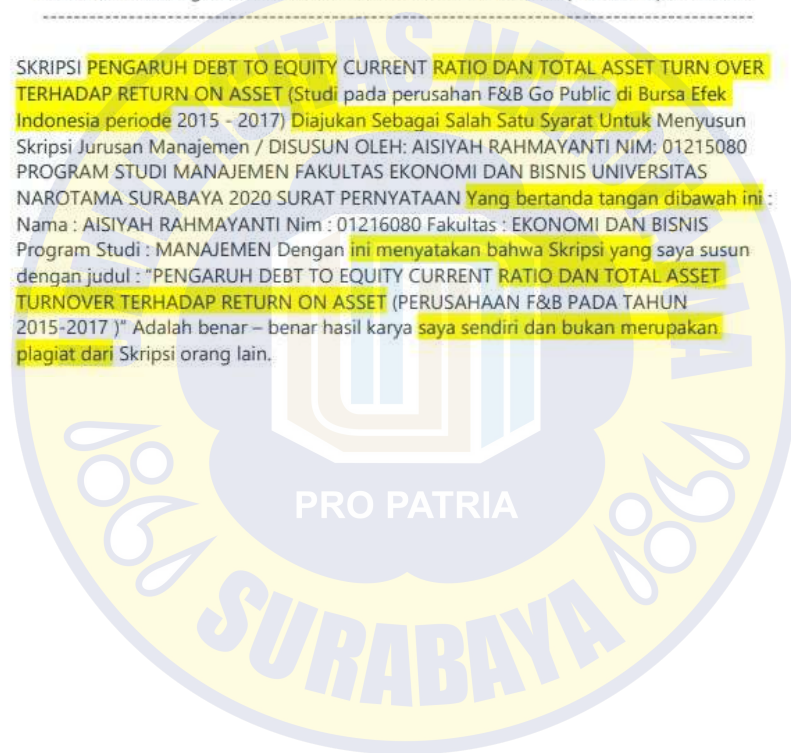 SKRIPSI PENGARUH DEBT TO EQUITY CURRENT RATIO DAN TOTAL ASSET TURN OVER
TERHADAP RETURN ON ASSET (Studi pada perusahan F&B Go Public di Bursa Efek
Indonesia periode 2015 - 2017) Diajukan Sebagai Salah Satu Syarat Untuk Menyusun
Skripsi Jurusan Manajemen / DISUSUN OLEH: AISIYAH RAHMAYANTI NIM: 01215080
PROGRAM STUDI MANAJEMEN FAKULTAS EKONOMI DAN BISNIS UNIVERSITAS
NAROTAMA SURABAYA 2020 SURAT PERNYATAAN Yang bertanda tangan dibawah ini :
Nama : AISIYAH RAHMAYANTI Nim : 01216080 Fakultas : EKONOMI DAN BISNIS
Program Studi : MANAJEMEN Dengan ini menyatakan bahwa Skripsi yang saya susun
dengan judul : "PENGARUH DEBT TO EQUITY CURRENT RATIO DAN TOTAL ASSET
TURNOVER TERHADAP RETURN ON ASSET (PERUSAHAAN F&B PADA TAHUN
2015-2017 )" Adalah benar – benar hasil karya saya sendiri dan bukan merupakan
plagiat dari Skripsi orang lain.
UNIVERSITAS NAROTAMA
PRO PATRIA
1981 1981
SURABAYA